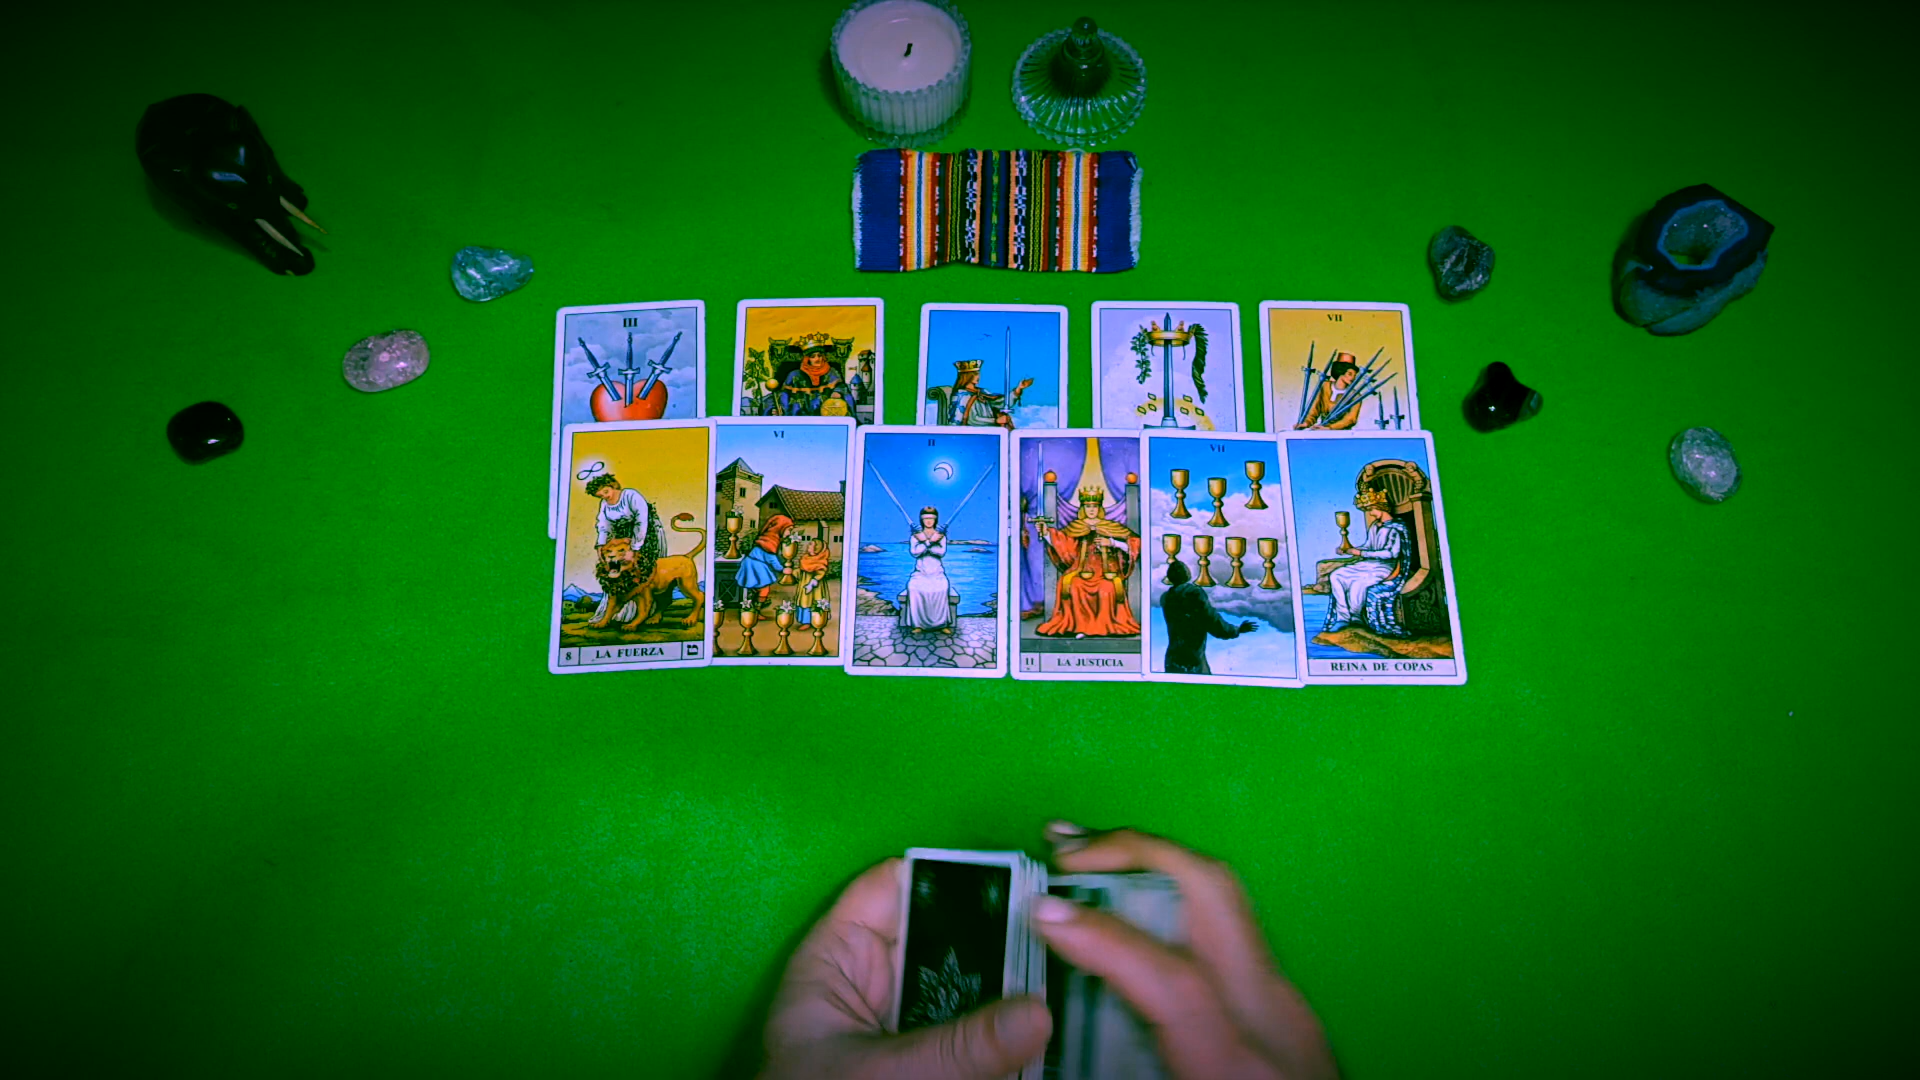 III
VII
VI
II
VII
8 LA FUERZA
11 LA JUSTICIA
REINA DE COPAS